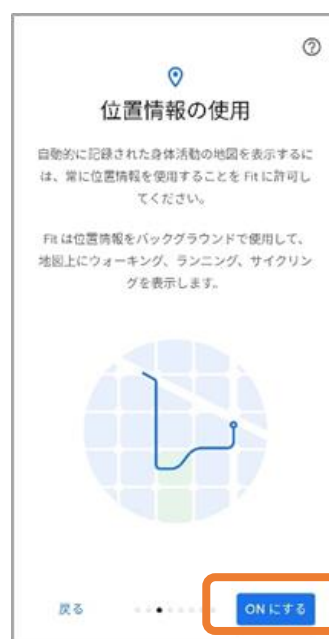 位置情報の使用
自動的に記録された身体活動の地図を表示するに
は、常に位置情報を使用することを Fit に許可し
てください。
Fit は位置情報をバックグラウンドで使用して、
地図上にウォーキング、ランニング、サイクリン
グを表示します。
戻る ON にする